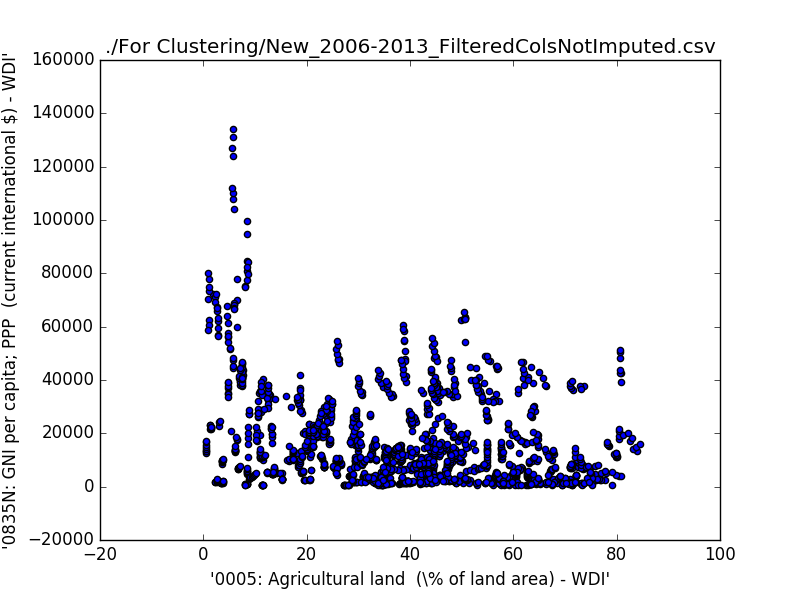 ./For Clustering/New_2006-2013_FilteredColsNotImputed.csv
160000
140000
120000
100000
80000
60000
40000
20000
0
−20000
'0835N: GNI per capita; PPP  (current international $) - WDI'
−20 0 20 40 60 80 100
'0005: Agricultural land  (\% of land area) - WDI'